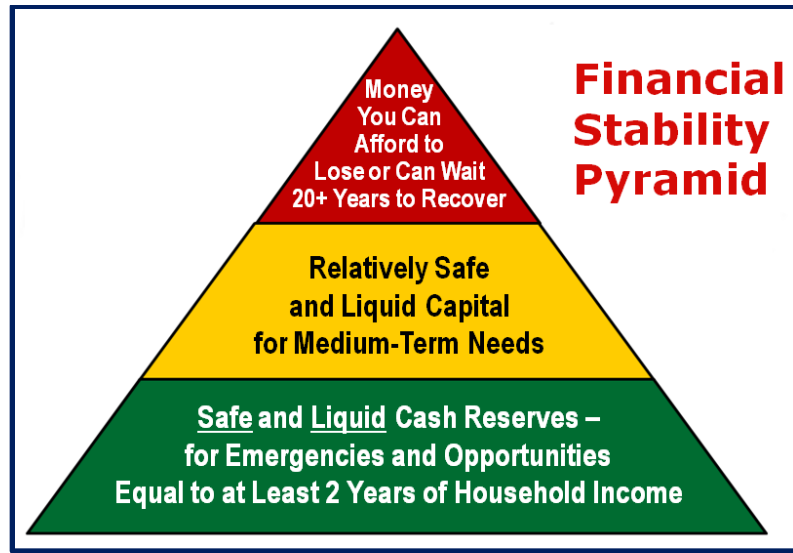 Financial
Stability
Pyramid
Money
You Can
Afford to
Lose or Can Wait
20+ Years to Recover
Relatively Safe
and Liquid Capital
for Medium-Term Needs
Safe and Liquid Cash Reserves –
for Emergencies and Opportunities
Equal to at Least 2 Years of Household Income